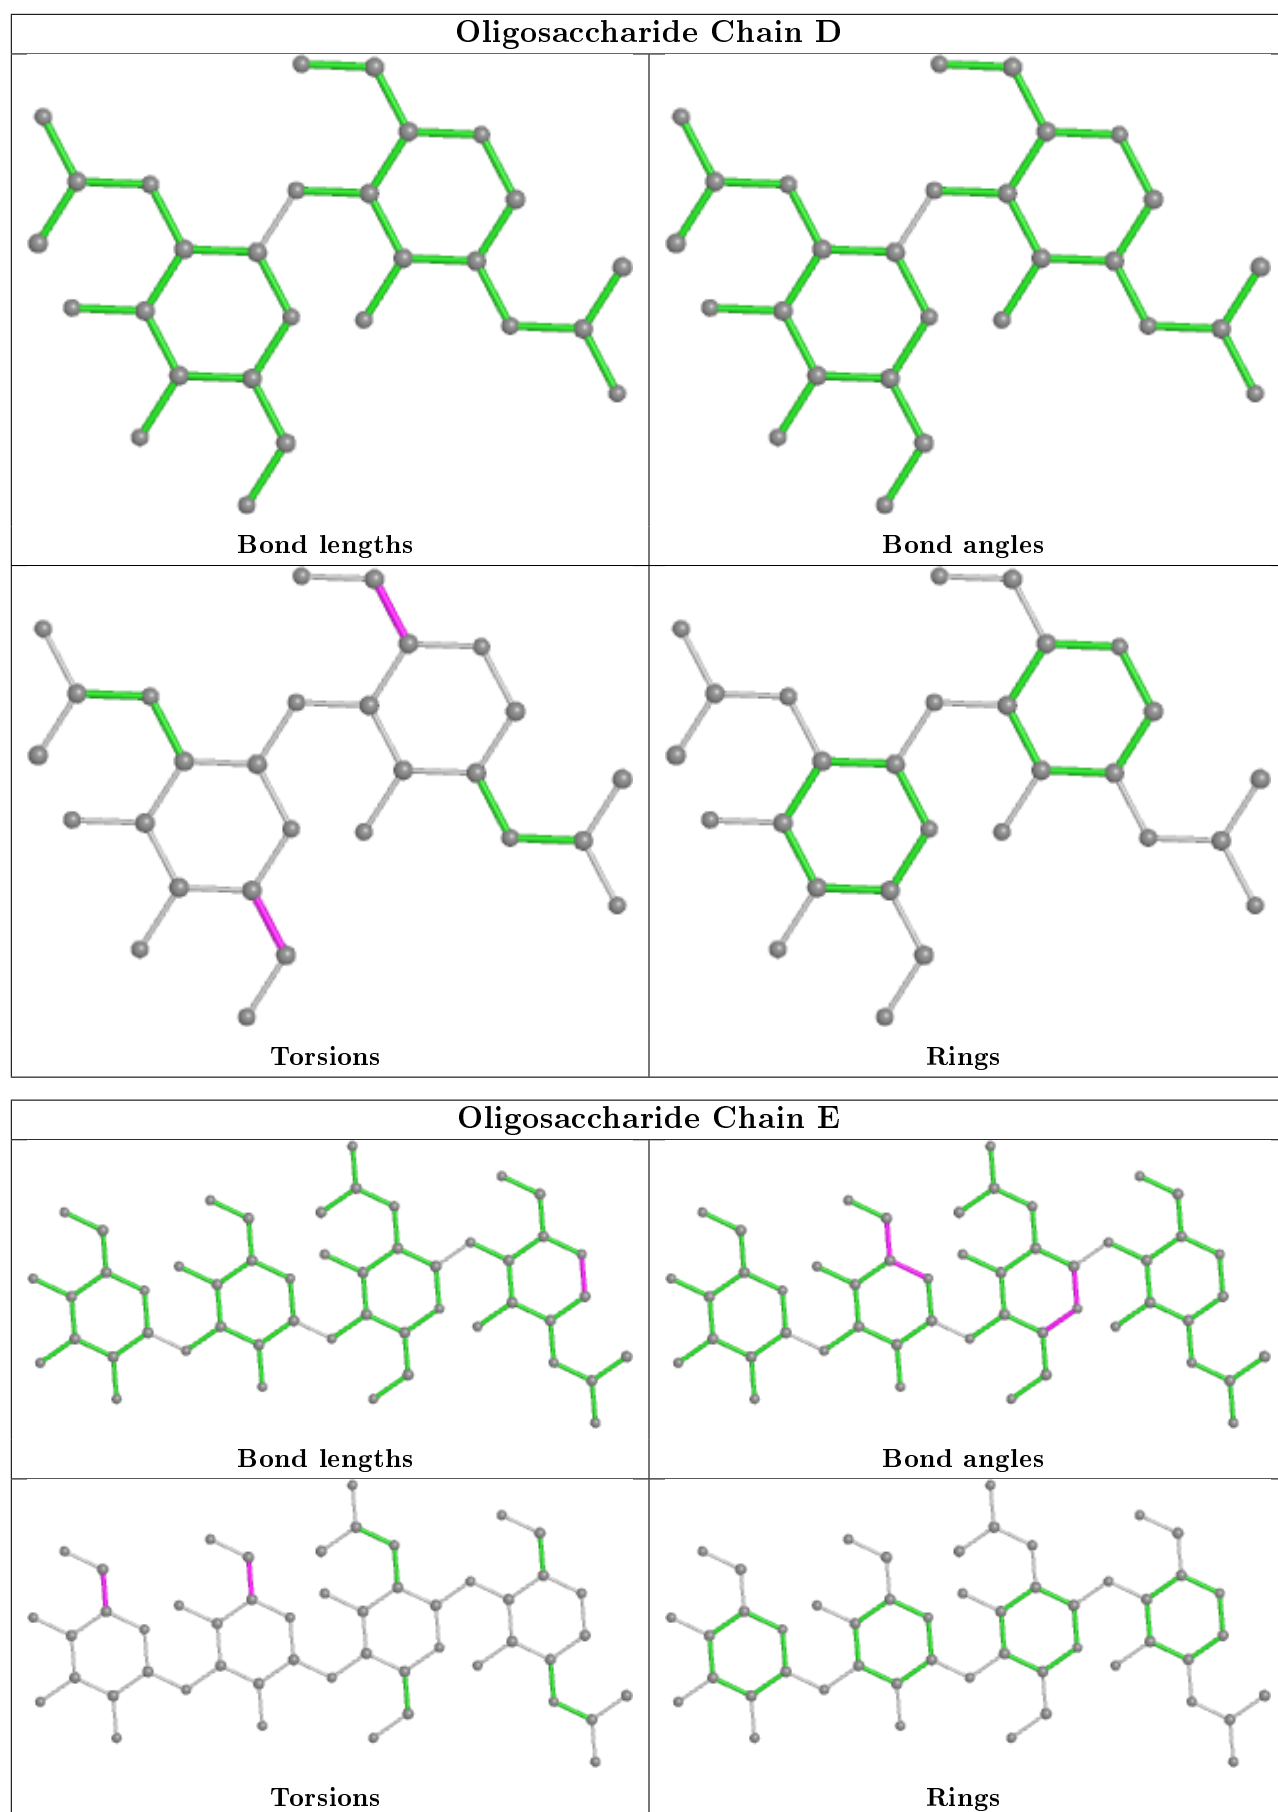 Oligosaccharide Chain D
Bond lengths
Bond angles
Torsions
Rings
Oligosaccharide Chain E
Bond lengths
Bond angles
Torsions
Rings